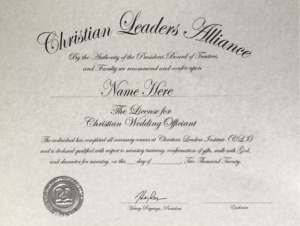 Christian Leaders Alliance
By the Authority of the President, Board of Trustees,
and Faculty we recommend and confer upon
Name Here
The License for
Christian Wedding Officiant
The individual has completed all necessary courses at Christian Leaders Institute (CLI)
and is declared qualified with respect to ministry training, confirmation of gifts, walk with God,
and character for ministry, on this ____ day of ____________ Two Thousand Twenty.
President
Endorser